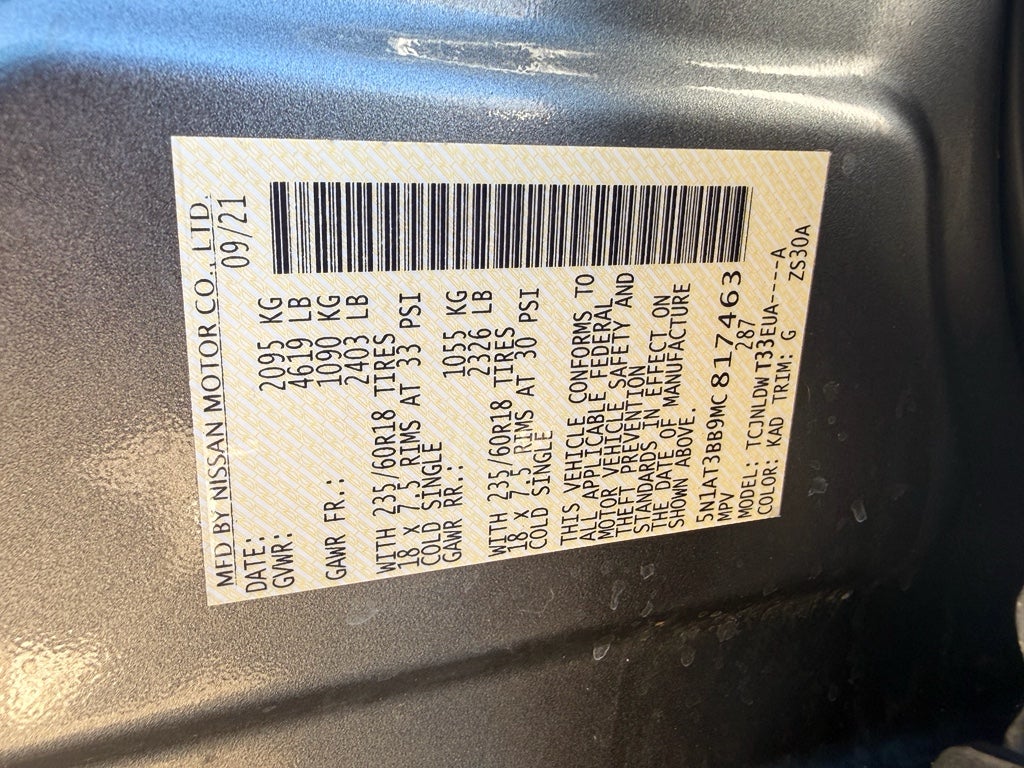 MFD BY NISSAN MOTOR CO., LTD.
DATE: 09/21
GVWR: 2095 KG
4619 LB
GAWR FR.: 1090 KG
2403 LB
WITH 235/60R18 TIRES
18 X 7.5 RIMS AT 33 PSI
COLD SINGLE
GAWR RR.: 1055 KG
2326 LB
WITH 235/60R18 TIRES
18 X 7.5 RIMS AT 30 PSI
COLD SINGLE
THIS VEHICLE CONFORMS TO
ALL APPLICABLE FEDERAL
MOTOR VEHICLE SAFETY AND
THEFT PREVENTION
STANDARDS IN EFFECT ON
THE DATE OF MANUFACTURE
SHOWN ABOVE.
5N1AT3BB9MC817463
MPV 287
MODEL: TCJNLDWT33EUA----A
COLOR: KAD TRIM: G ZS30A